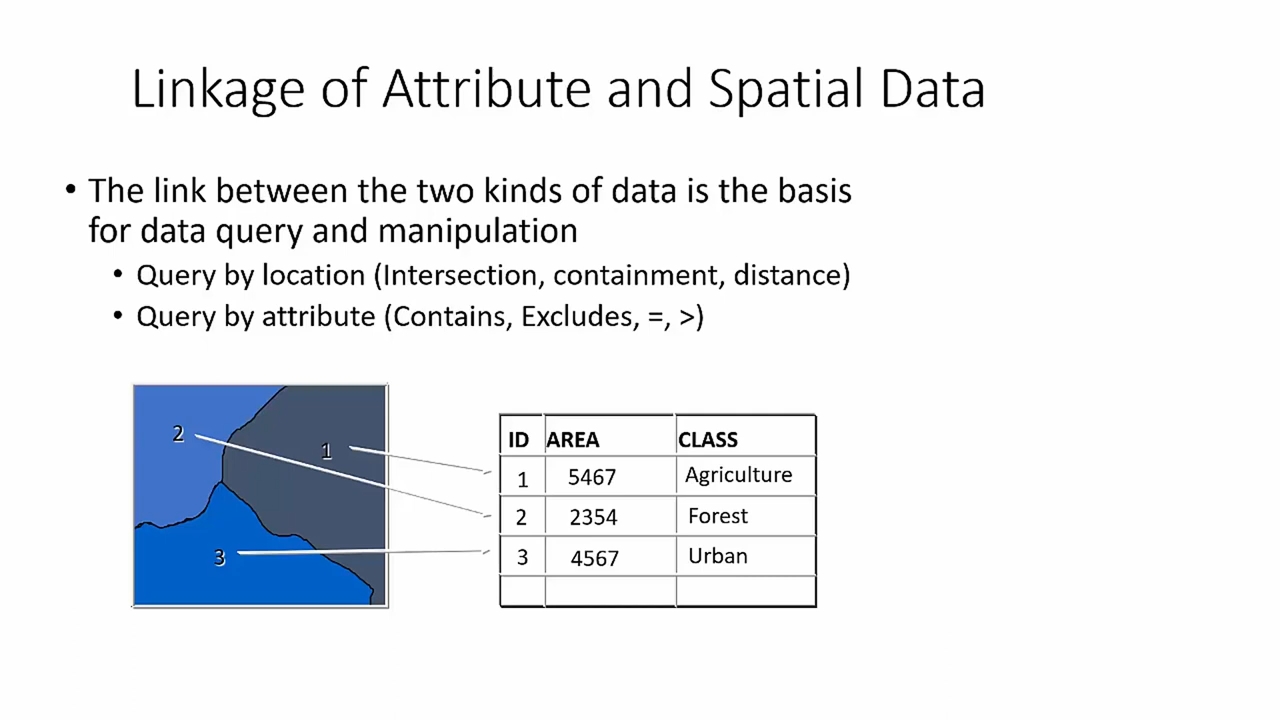 Linkage of Attribute and Spatial Data
• The link between the two kinds of data is the basis
for data query and manipulation
• Query by location (Intersection, containment, distance)
• Query by attribute (Contains, Excludes, =, >)
2
1
3
ID AREA CLASS
1 5467 Agriculture
2 2354 Forest
3 4567 Urban